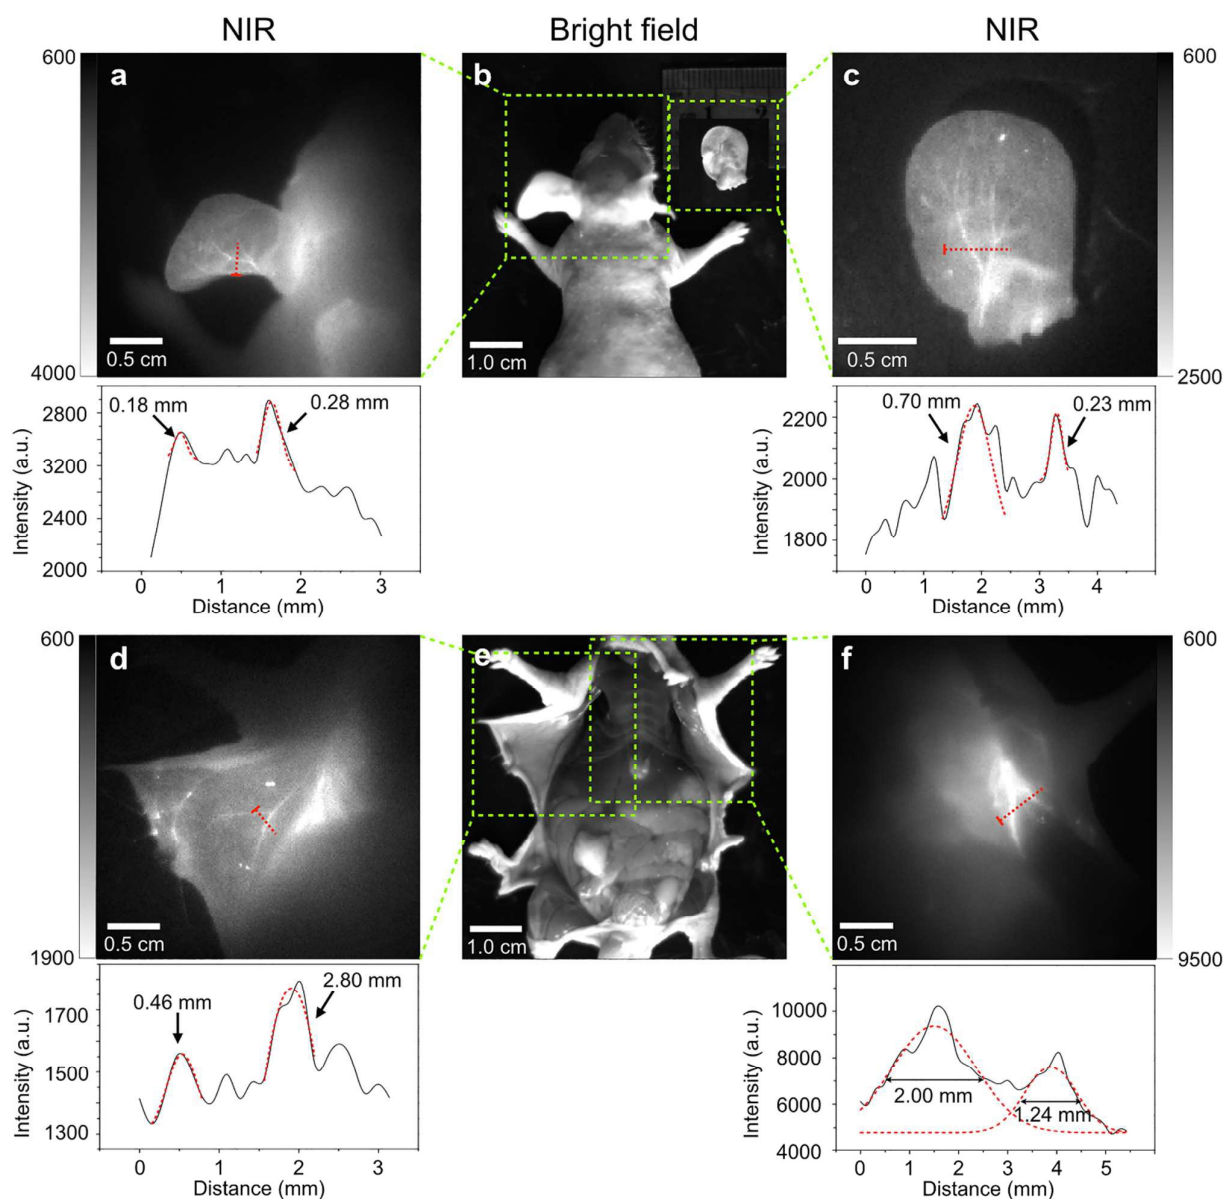 NIR
Bright field
NIR
600
a
b
1 2
c
600
0.5 cm
1.0 cm
0.5 cm
4000
2500
0.18 mm
0.28 mm
0.70 mm
0.23 mm
Intensity (a.u.)
2800
3200
2400
2000
0 1 2 3
Distance (mm)
Intensity (a.u.)
2200
2000
1800
0 1 2 3 4
Distance (mm)
600
d
e
f
600
0.5 cm
1.0 cm
0.5 cm
1900
9500
0.46 mm
2.80 mm
Intensity (a.u.)
1700
1500
1300
0 1 2 3
Distance (mm)
Intensity (a.u.)
10000
8000
6000
4000
2.00 mm
1.24 mm
0 1 2 3 4 5
Distance (mm)